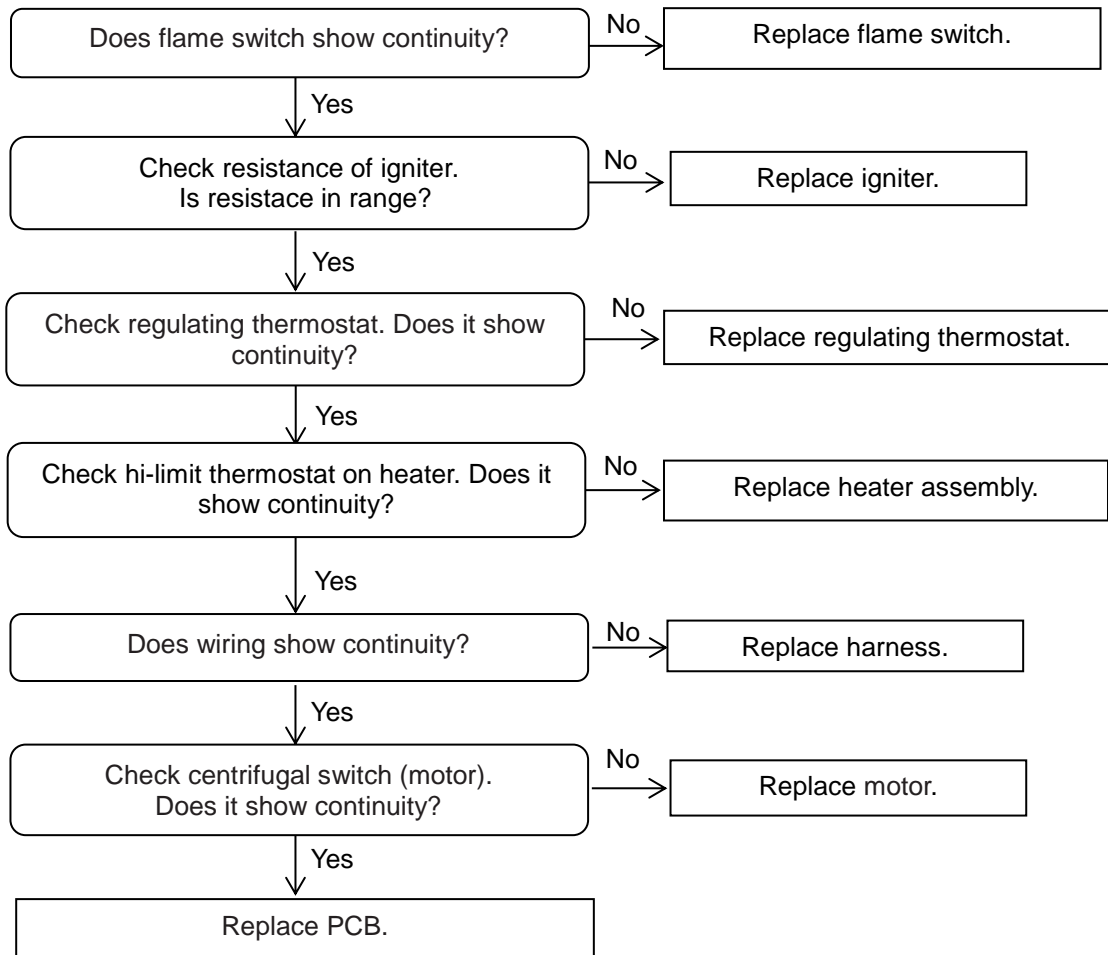 Does flame switch show continuity?
No
Replace flame switch.
Yes
Check resistance of igniter.
Is resistace in range?
No
Replace igniter.
Yes
Check regulating thermostat. Does it show
continuity?
No
Replace regulating thermostat.
Yes
Check hi-limit thermostat on heater. Does it
show continuity?
No
Replace heater assembly.
Yes
Does wiring show continuity?
No
Replace harness.
Yes
Check centrifugal switch (motor).
Does it show continuity?
No
Replace motor.
Yes
Replace PCB.